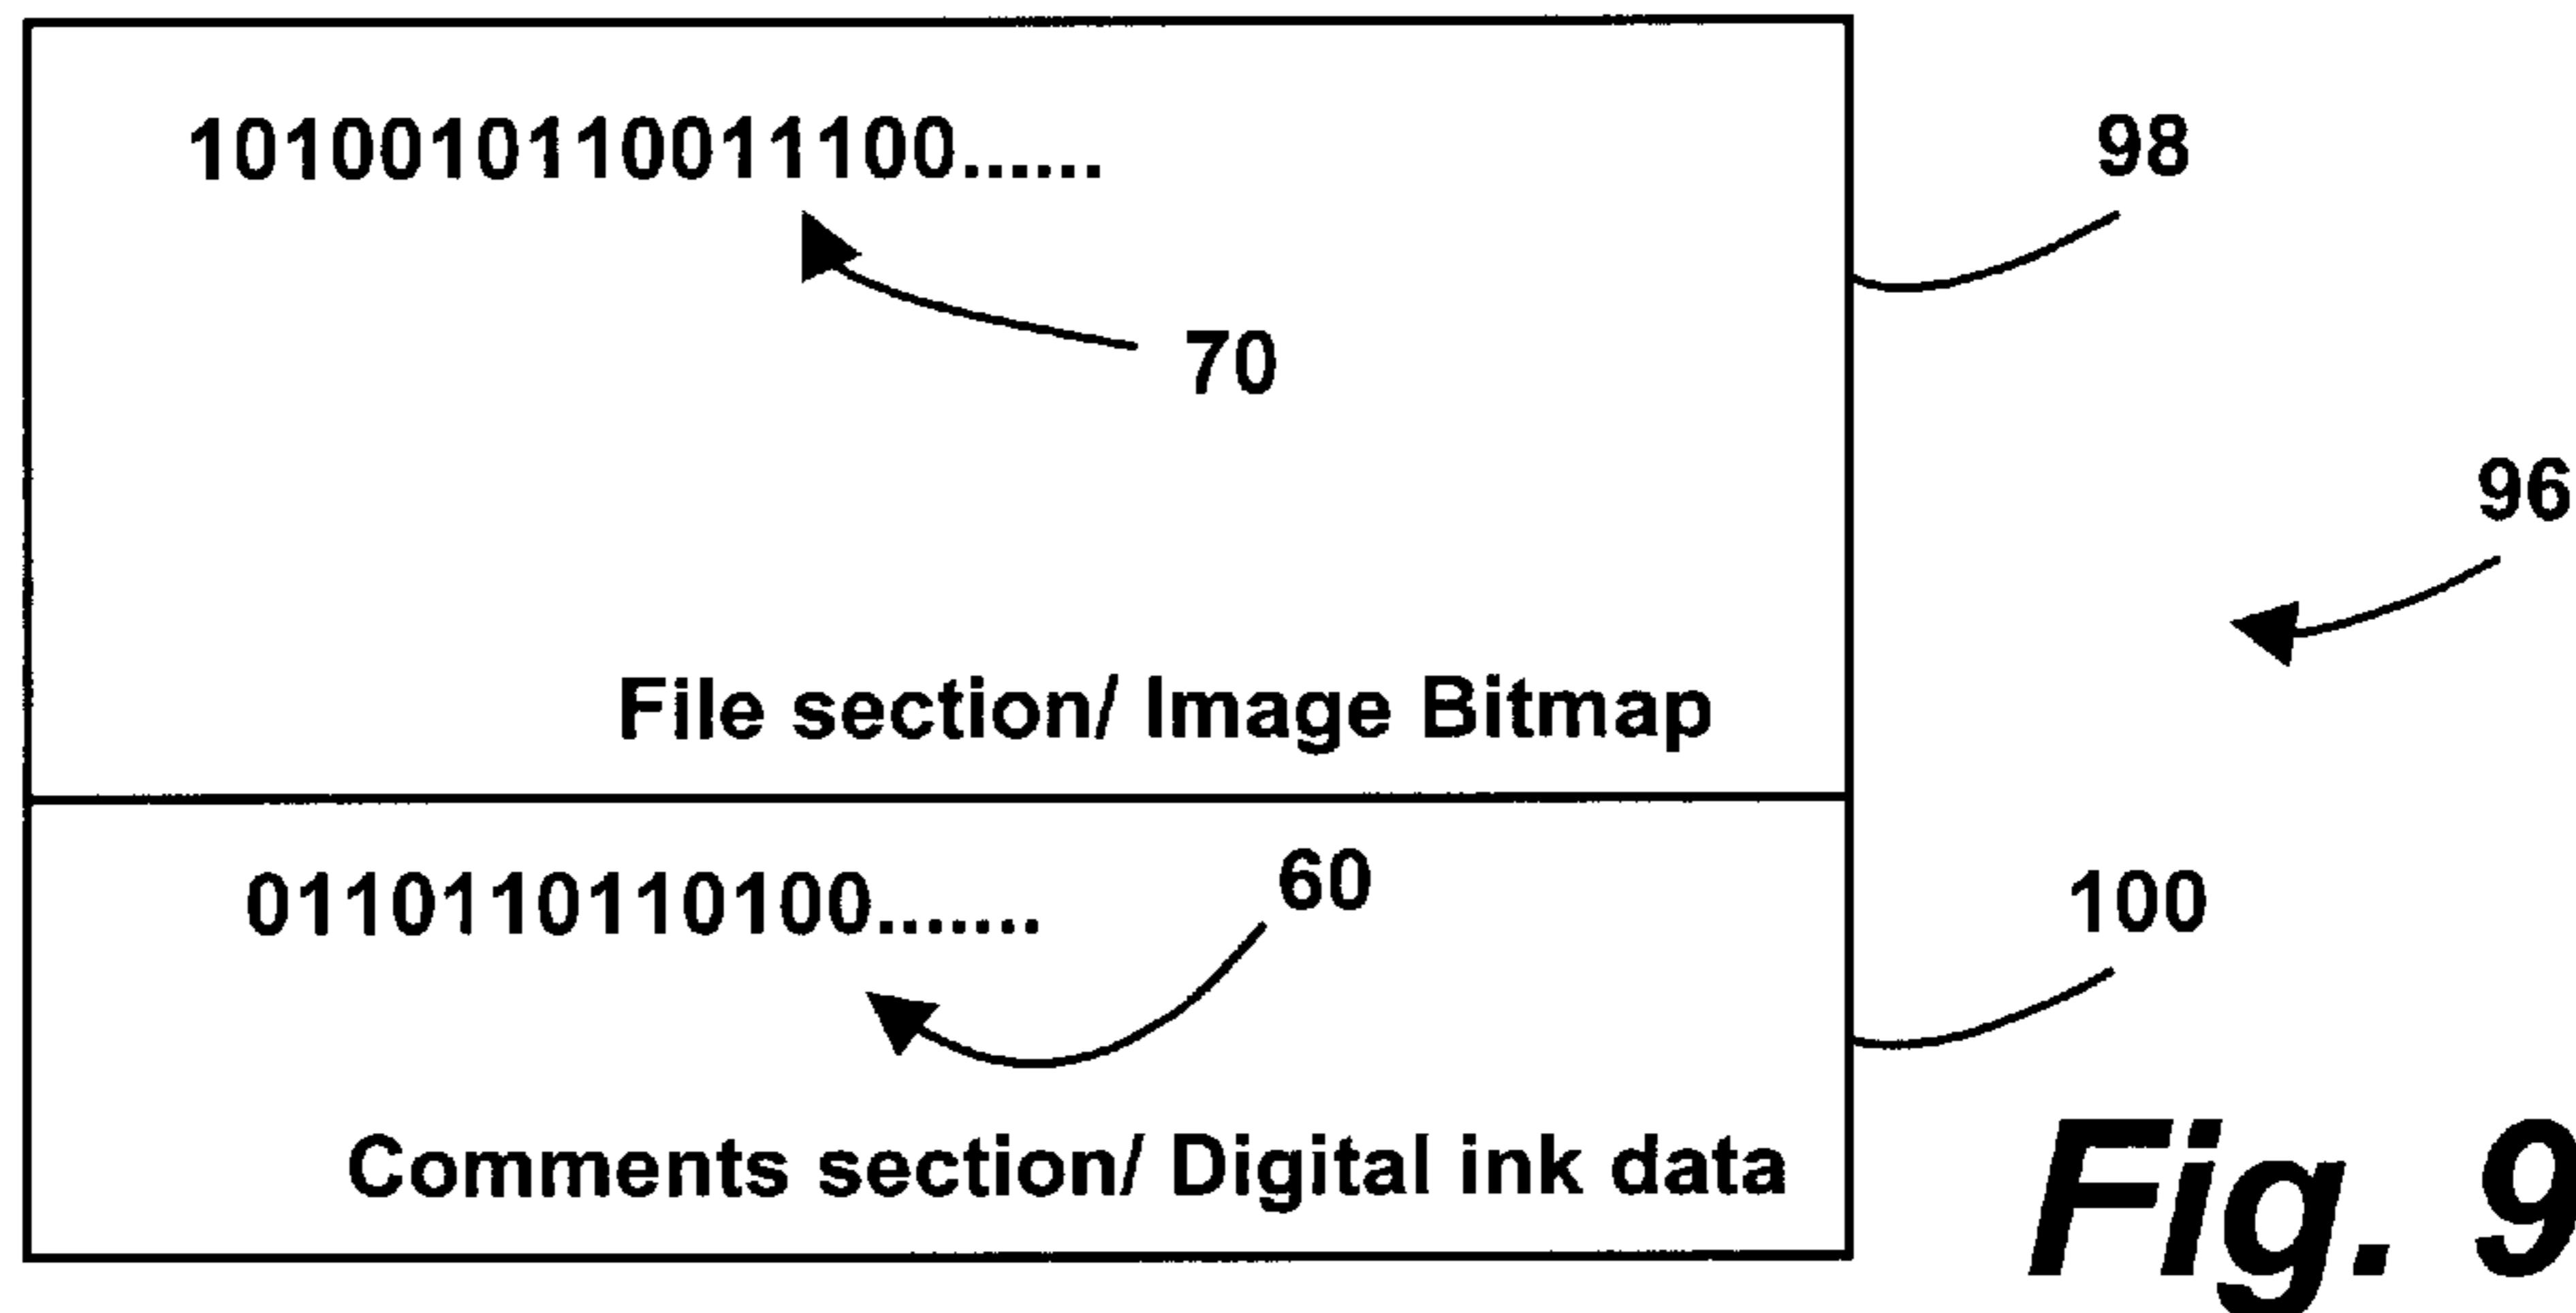 1010010110011100......
98
70
96
File section/ Image Bitmap
0110110110100.......
60
100
Comments section/ Digital ink data
Fig. 9